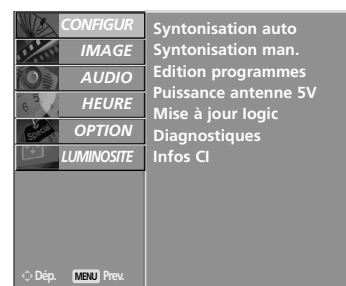 CONFIGUR
IMAGE
AUDIO
HEURE
OPTION
LUMINOSITE
Syntonisation auto
Syntonisation man.
Edition programmes
Puissance antenne 5V
Mise à jour logic
Diagnostiques
Infos CI
Dép. MENU Prev.